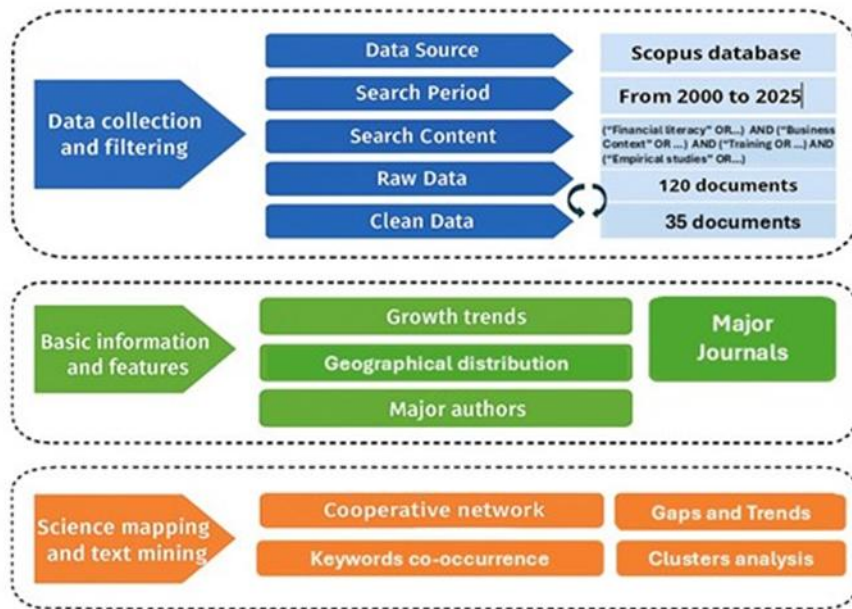 Data collection
and filtering
Data Source
Scopus database
Search Period
From 2000 to 2025
Search Content
("Financial literacy" OR...) AND ("Business
Context" OR ...) AND ("Training OR ...) AND
("Empirical studies" OR...)
Raw Data
120 documents
Clean Data
35 documents
Basic information
and features
Growth trends
Geographical distribution
Major authors
Major
Journals
Science mapping
and text mining
Cooperative network
Gaps and Trends
Keywords co-occurrence
Clusters analysis